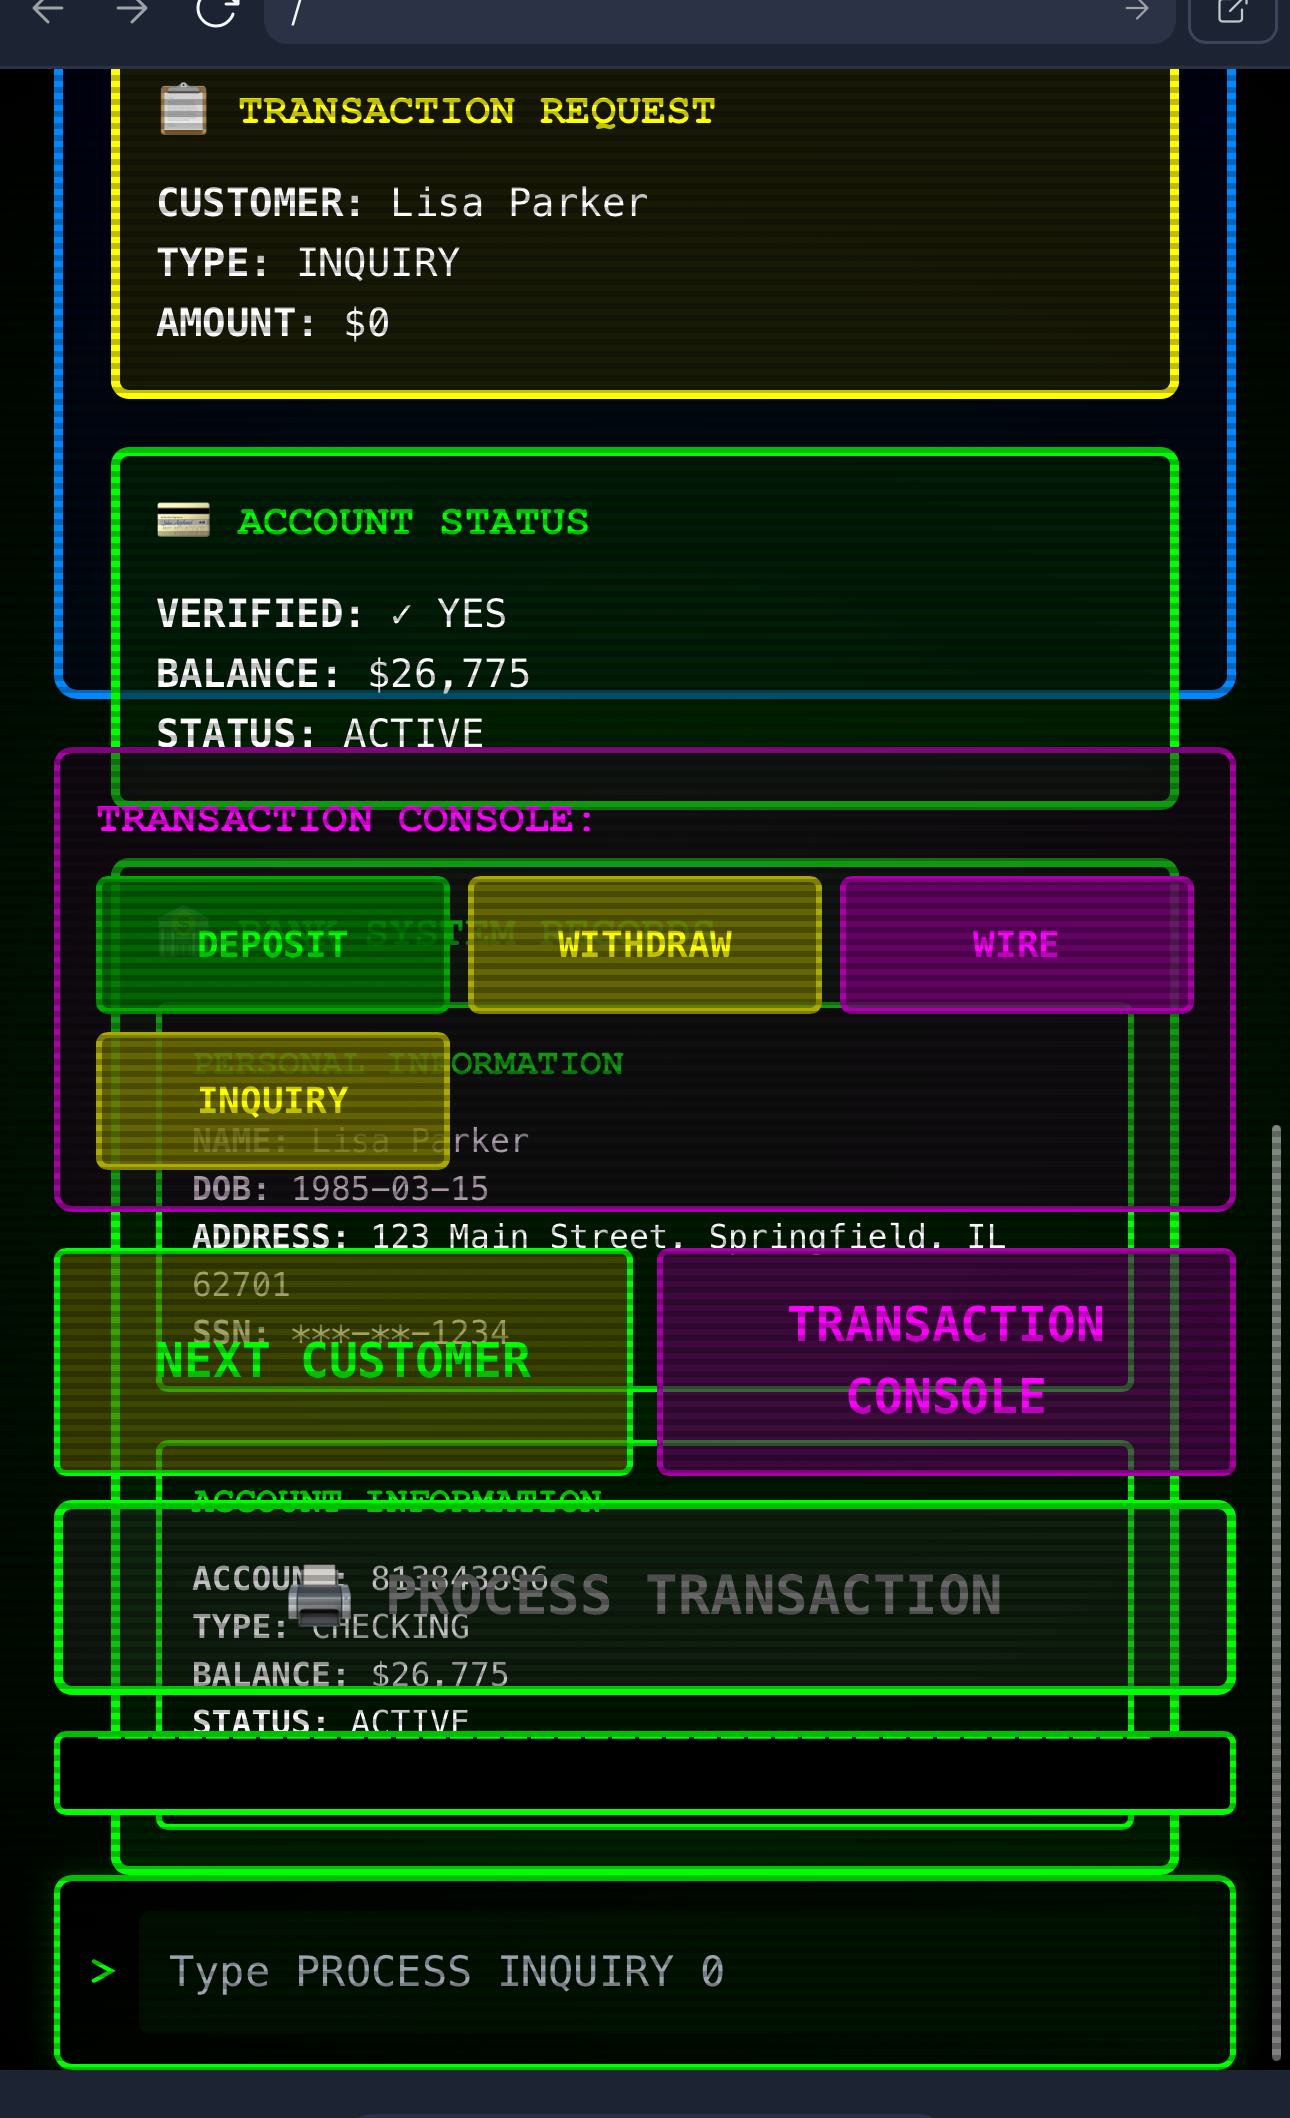 /
TRANSACTION REQUEST
CUSTOMER: Lisa Parker
TYPE: INQUIRY
AMOUNT: $0
ACCOUNT STATUS
VERIFIED: ✓ YES
BALANCE: $26,775
STATUS: ACTIVE
TRANSACTION CONSOLE:
BANK SYSTEM RECORDS
DEPOSIT
WITHDRAW
WIRE
PERSONAL INFORMATION
INQUIRY
NAME: Lisa Parker
DOB: 1985-03-15
ADDRESS: 123 Main Street, Springfield, IL
62701
SSN: ***-**-1234
NEXT CUSTOMER
TRANSACTION
CONSOLE
ACCOUNT INFORMATION
ACCOUNT: 813843896
PROCESS TRANSACTION
TYPE: CHECKING
BALANCE: $26,775
STATUS: ACTIVE
> Type PROCESS INQUIRY 0